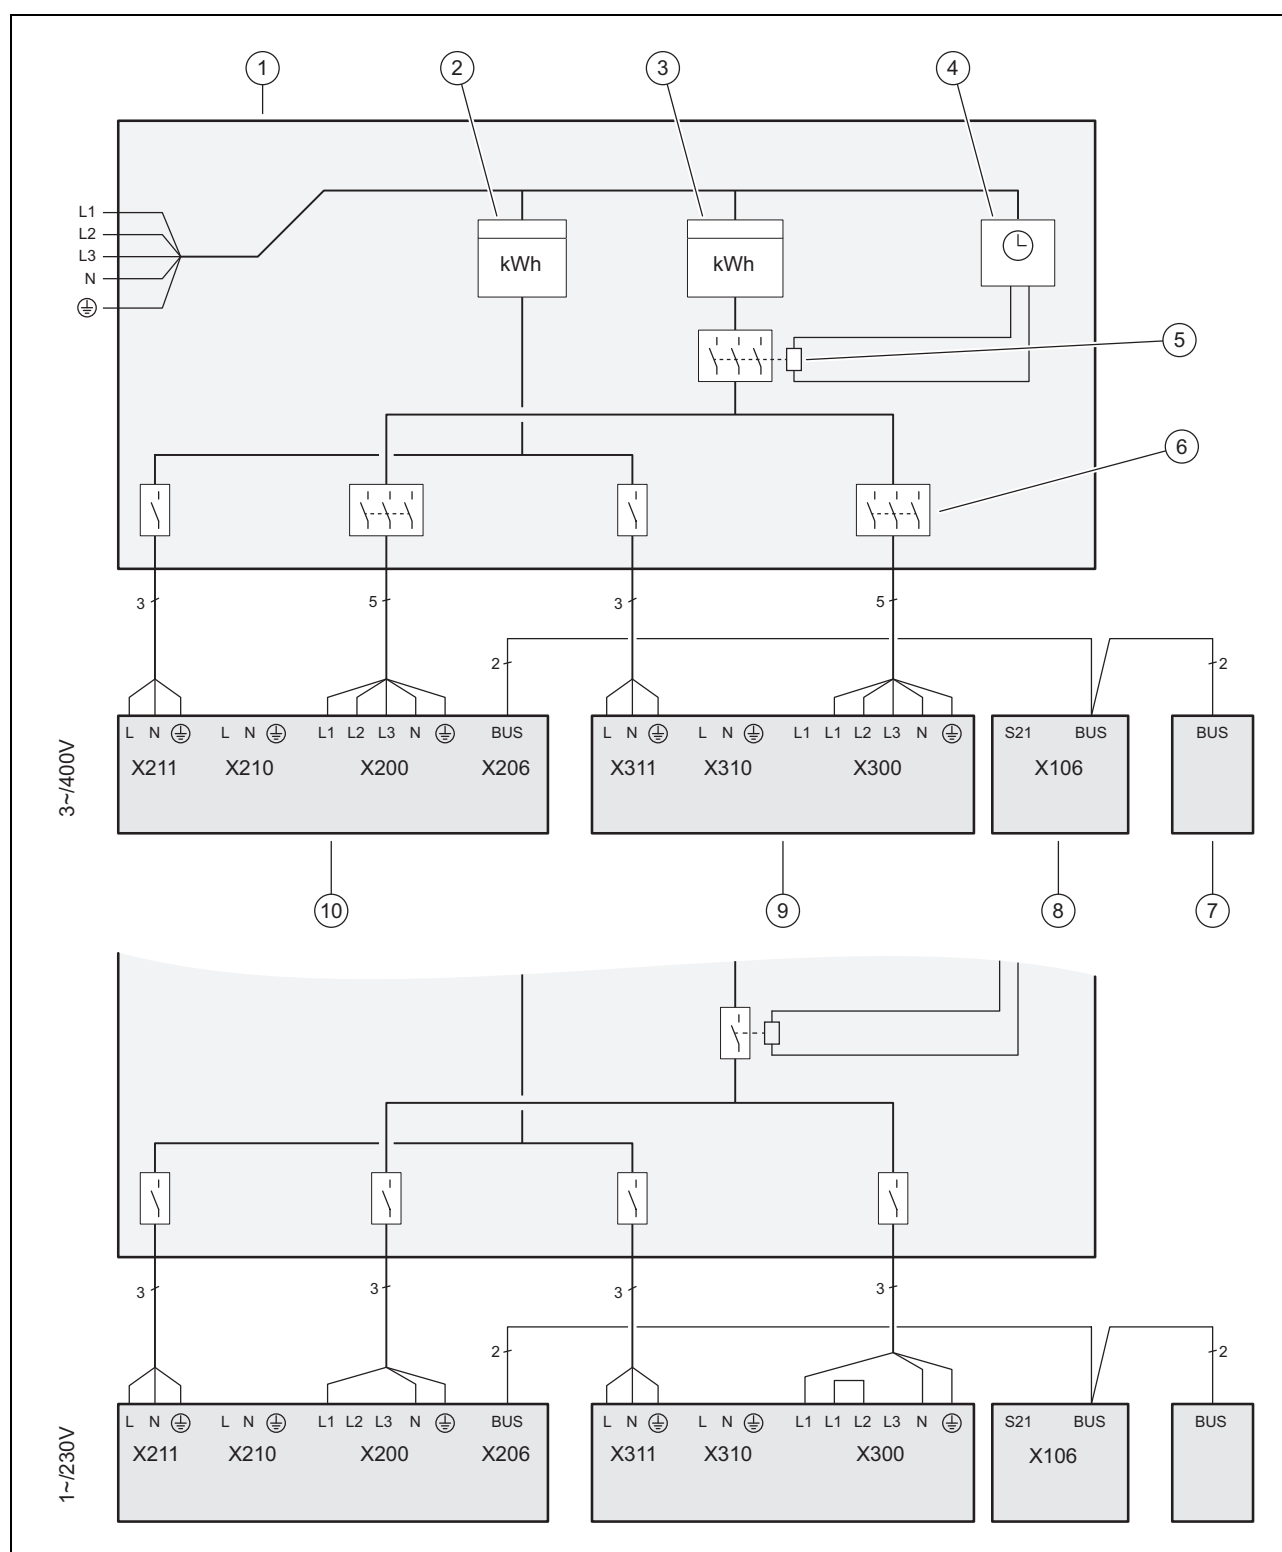 1 2 3 4
L1
L2
L3
N
kWh kWh
5
6
3 5 3 5
2 2
L N L N L1 L2 L3 N BUS
X211 X210 X200 X206
L N L N L1 L1 L2 L3 N
X311 X310 X300
S21 BUS
X106
BUS
3~/400V
10 9 8 7
3 3 3 3
2 2
L N L N L1 L2 L3 N BUS
X211 X210 X200 X206
L N L N L1 L1 L2 L3 N
X311 X310 X300
S21 BUS
X106
BUS
1~/230V